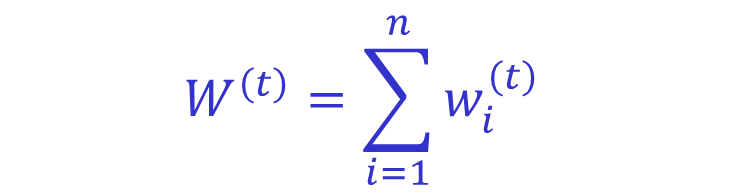 W^{(t)} = \sum_{i=1}^{n} w_i^{(t)}